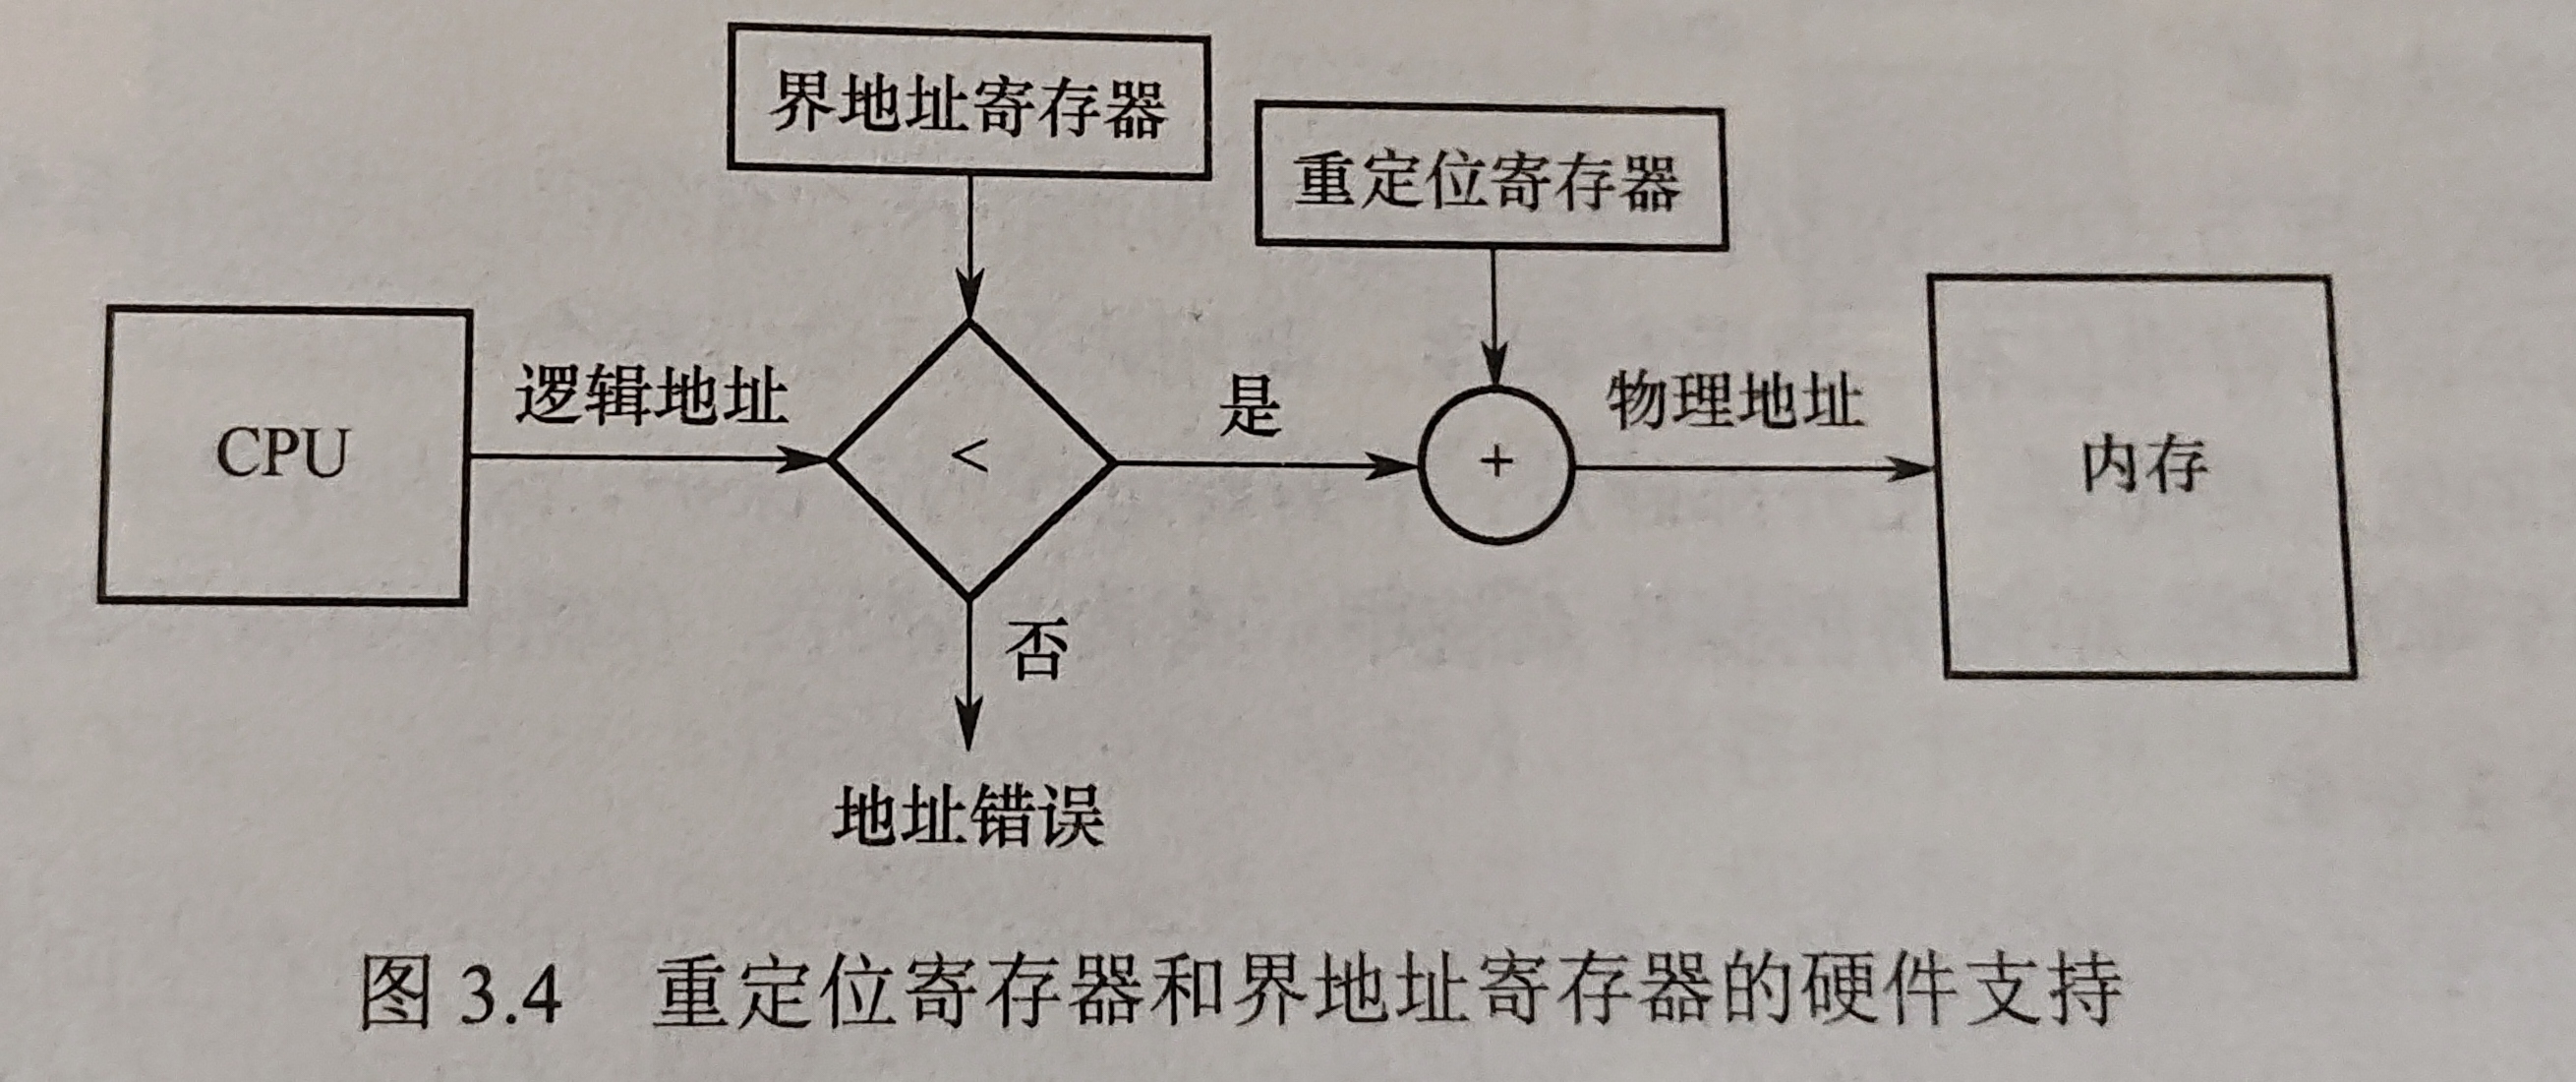 界地址寄存器
重定位寄存器
CPU
逻辑地址
<
是
+
物理地址
内存
否
地址错误
图 3.4 重定位寄存器和界地址寄存器的硬件支持